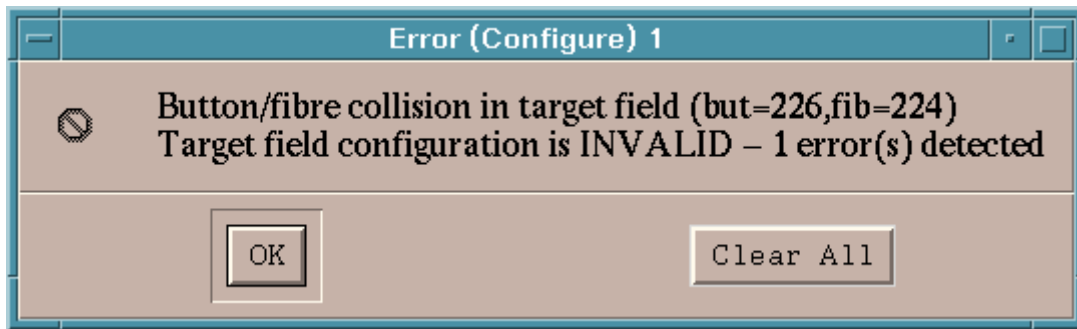 Error (Configure) 1
Button/fibre collision in target field (but=226,fib=224)
Target field configuration is INVALID – 1 error(s) detected
OK
Clear All